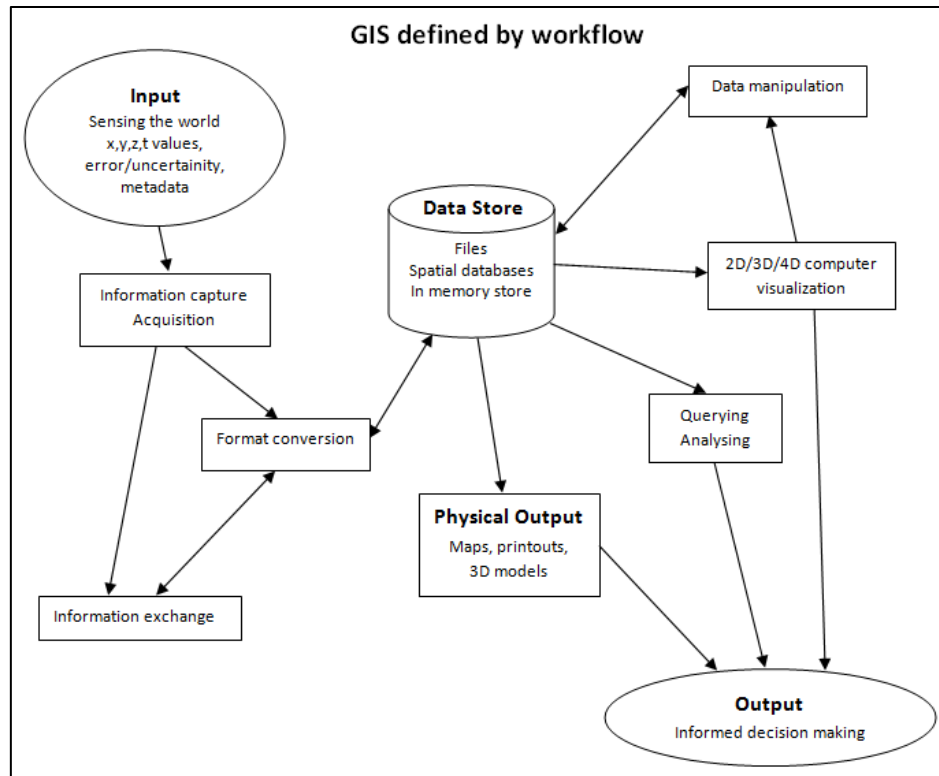 GIS defined by workflow
Input
Sensing the world
x,y,z,t values,
error/uncertainity,
metadata
Information capture
Acquisition
Format conversion
Information exchange
Data Store
Files
Spatial databases
In memory store
Data manipulation
2D/3D/4D computer
visualization
Querying
Analysing
Physical Output
Maps, printouts,
3D models
Output
Informed decision making